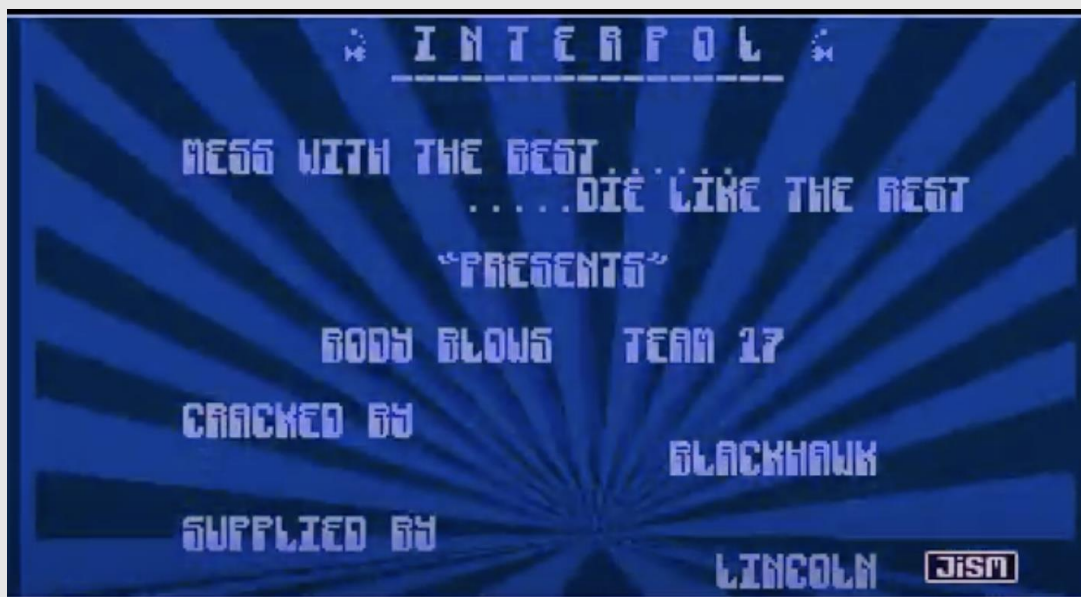 INTERPOL
MESS WITH THE BEST......
.....DIE LIKE THE REST
"PRESENTS"
BODY BLOWS TEAM 17
CRACKED BY
BLACKHAWK
SUPPLIED BY
LINCOLN
JiSM